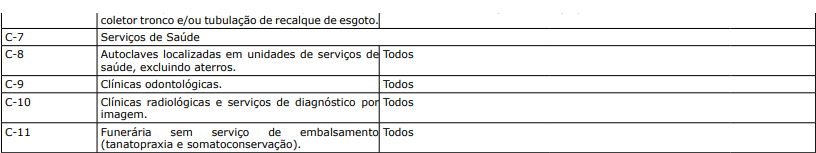 coletor tronco e/ou tubulação de recalque de esgoto.
C-7 Serviços de Saúde
C-8 Autoclaves localizadas em unidades de serviços de Todos
saúde, excluindo aterros.
C-9 Clínicas odontológicas. Todos
C-10 Clínicas radiológicas e serviços de diagnóstico por Todos
imagem.
C-11 Funerária sem serviço de embalsamento Todos
(tanatopraxia e somatoconservação).